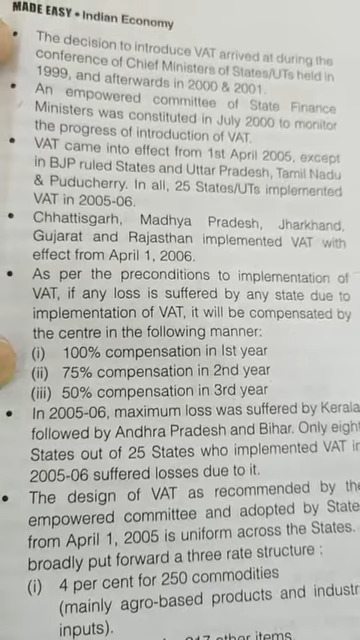 MADE EASY • Indian Economy
• The decision to introduce VAT arrived at during the
conference of Chief Ministers of States/UTs held in
1999, and afterwards in 2000 & 2001.
• An empowered committee of State Finance
Ministers was constituted in July 2000 to monitor
the progress of introduction of VAT.
• VAT came into effect from 1st April 2005, except
in BJP ruled States and Uttar Pradesh, Tamil Nadu
& Puducherry. In all, 25 States/UTs implemented
VAT in 2005-06.
• Chhattisgarh, Madhya Pradesh, Jharkhand,
Gujarat and Rajasthan implemented VAT with
effect from April 1, 2006.
• As per the preconditions to implementation of
VAT, if any loss is suffered by any state due to
implementation of VAT, it will be compensated by
the centre in the following manner:
(i) 100% compensation in Ist year
(ii) 75% compensation in 2nd year
(iii) 50% compensation in 3rd year
• In 2005-06, maximum loss was suffered by Kerala
followed by Andhra Pradesh and Bihar. Only eight
States out of 25 States who implemented VAT in
2005-06 suffered losses due to it.
• The design of VAT as recommended by the
empowered committee and adopted by State
from April 1, 2005 is uniform across the States.
broadly put forward a three rate structure :
(i) 4 per cent for 250 commodities
(mainly agro-based products and industr
inputs).
other items.